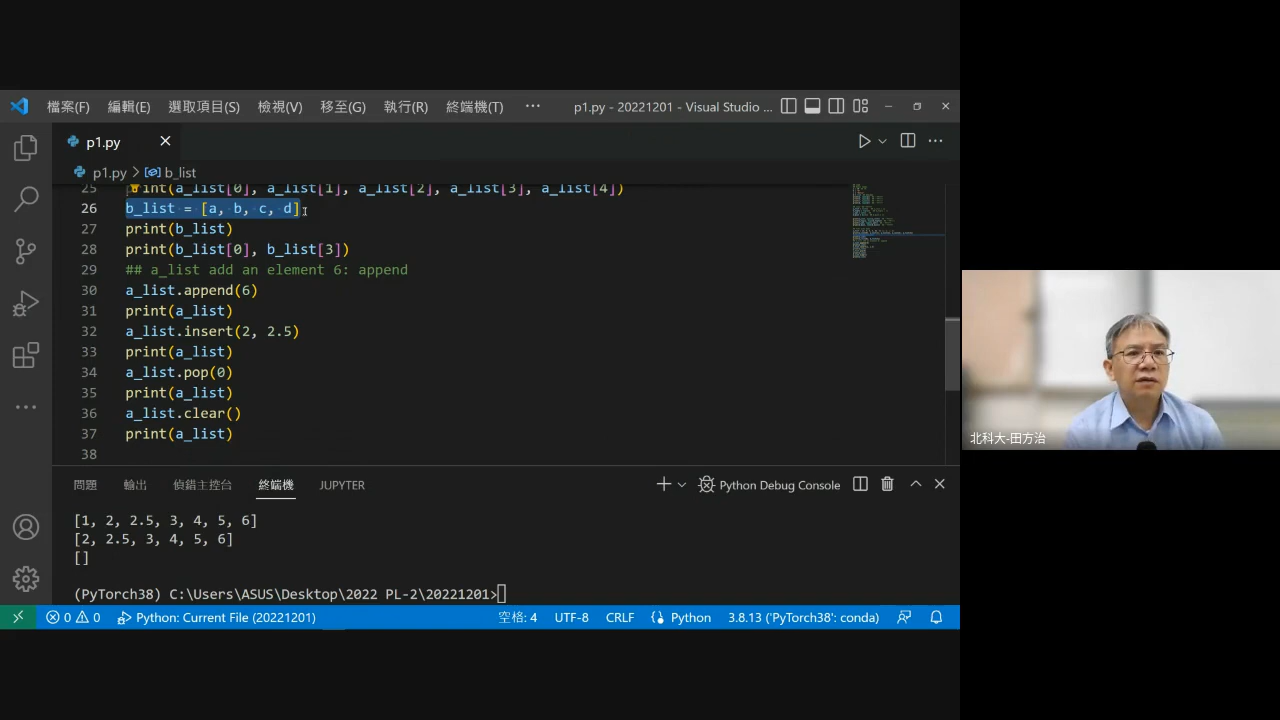 檔案(F) 編輯(E) 選取項目(S) 檢視(V) 移至(G) 執行(R) 終端機(T) ··· p1.py - 20221201 - Visual Studio ...
p1.py
p1.py > b_list
25 print(a_list[0], a_list[1], a_list[2], a_list[3], a_list[4])
26 b_list = [a, b, c, d]
27 print(b_list)
28 print(b_list[0], b_list[3])
29 ## a_list add an element 6: append
30 a_list.append(6)
31 print(a_list)
32 a_list.insert(2, 2.5)
33 print(a_list)
34 a_list.pop(0)
35 print(a_list)
36 a_list.clear()
37 print(a_list)
38
北科大-田方治
問題 輸出 偵錯主控台 終端機 JUPYTER Python Debug Console
[1, 2, 2.5, 3, 4, 5, 6]
[2, 2.5, 3, 4, 5, 6]
[]
(PyTorch38) C:\Users\ASUS\Desktop\2022 PL-2\20221201>
0 0 Python: Current File (20221201) 空格: 4 UTF-8 CRLF Python 3.8.13 ('PyTorch38': conda)